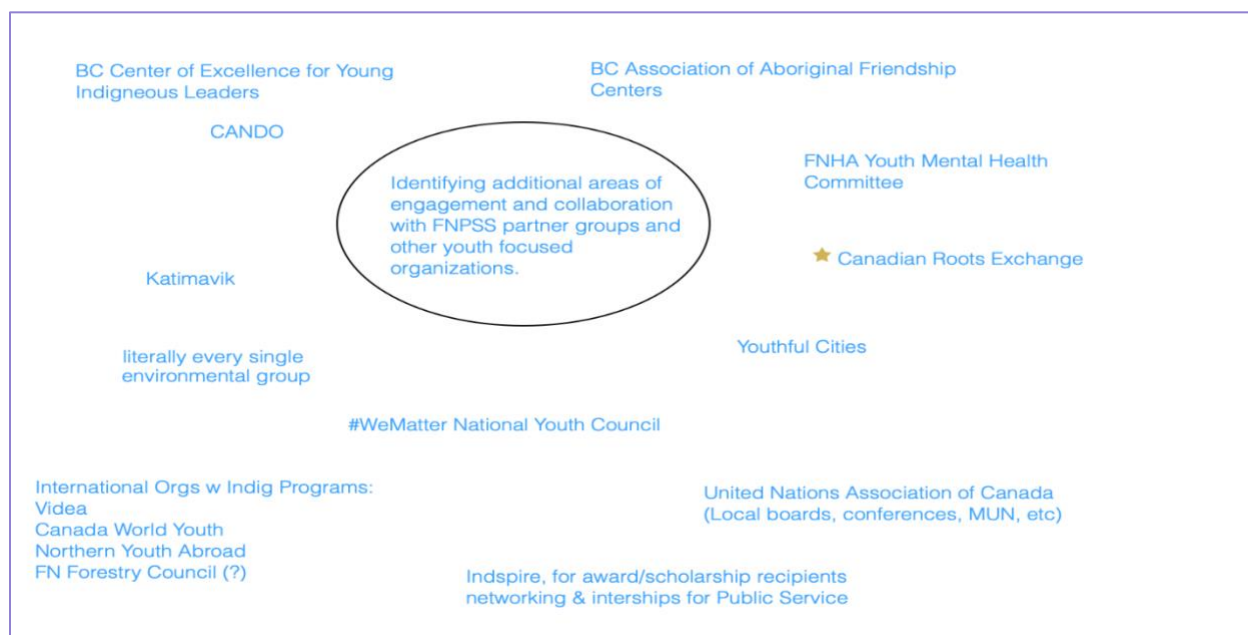 BC Center of Excellence for Young
Indigneous Leaders
BC Association of Aboriginal Friendship
Centers
CANDO
FNHA Youth Mental Health
Committee
Identifying additional areas of
engagement and collaboration
with FNPSS partner groups and
other youth focused
organizations.
Canadian Roots Exchange
Katimavik
Youthful Cities
literally every single
environmental group
#WeMatter National Youth Council
International Orgs w Indig Programs:
Videa
Canada World Youth
Northern Youth Abroad
FN Forestry Council (?)
United Nations Association of Canada
(Local boards, conferences, MUN, etc)
Indspire, for award/scholarship recipients
networking & interships for Public Service